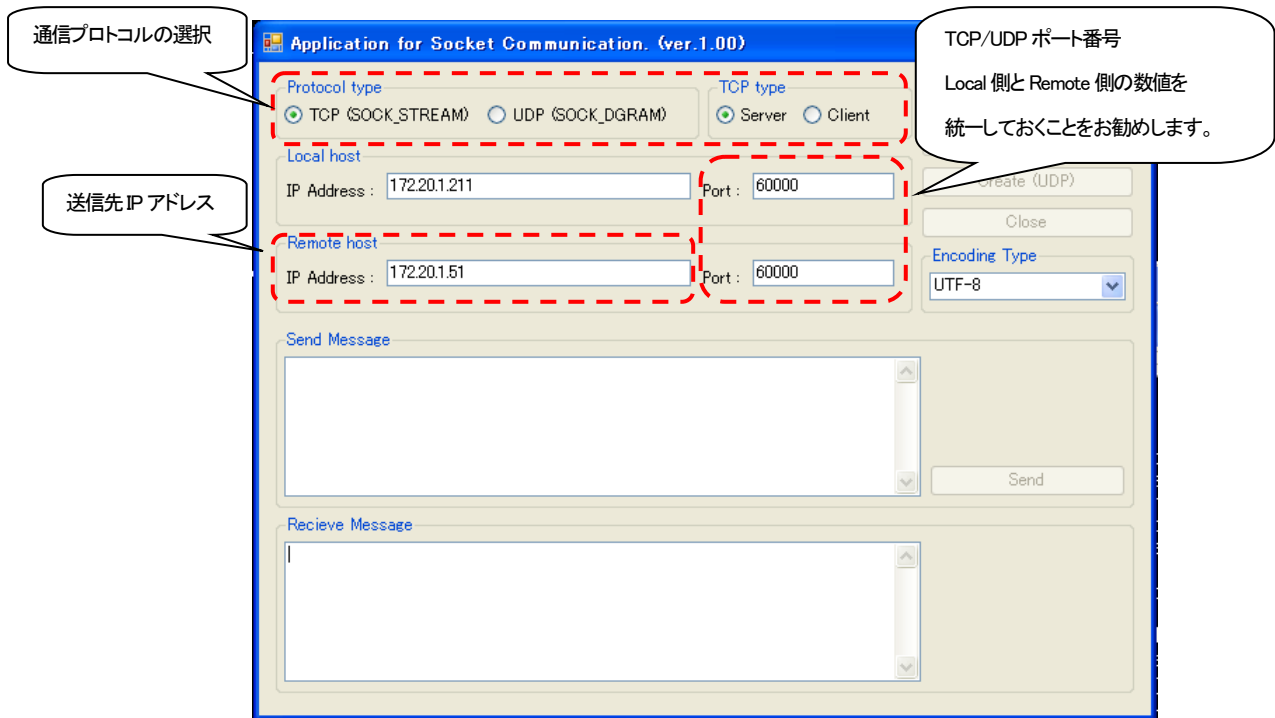 通信プロトコルの選択
TCP/UDP ポート番号
Local 側と Remote 側の数値を
統一しておくことをお勧めします。
送信先 IP アドレス
Application for Socket Communication. (ver.1.00)
Protocol type
TCP (SOCK_STREAM) UDP (SOCK_DGRAM)
TCP type
Server Client
Local host
IP Address : 172.20.1.211 Port : 60000
Create (UDP)
Close
Remote host
IP Address : 172.20.1.51 Port : 60000
Encoding Type
UTF-8
Send Message
Send
Recieve Message